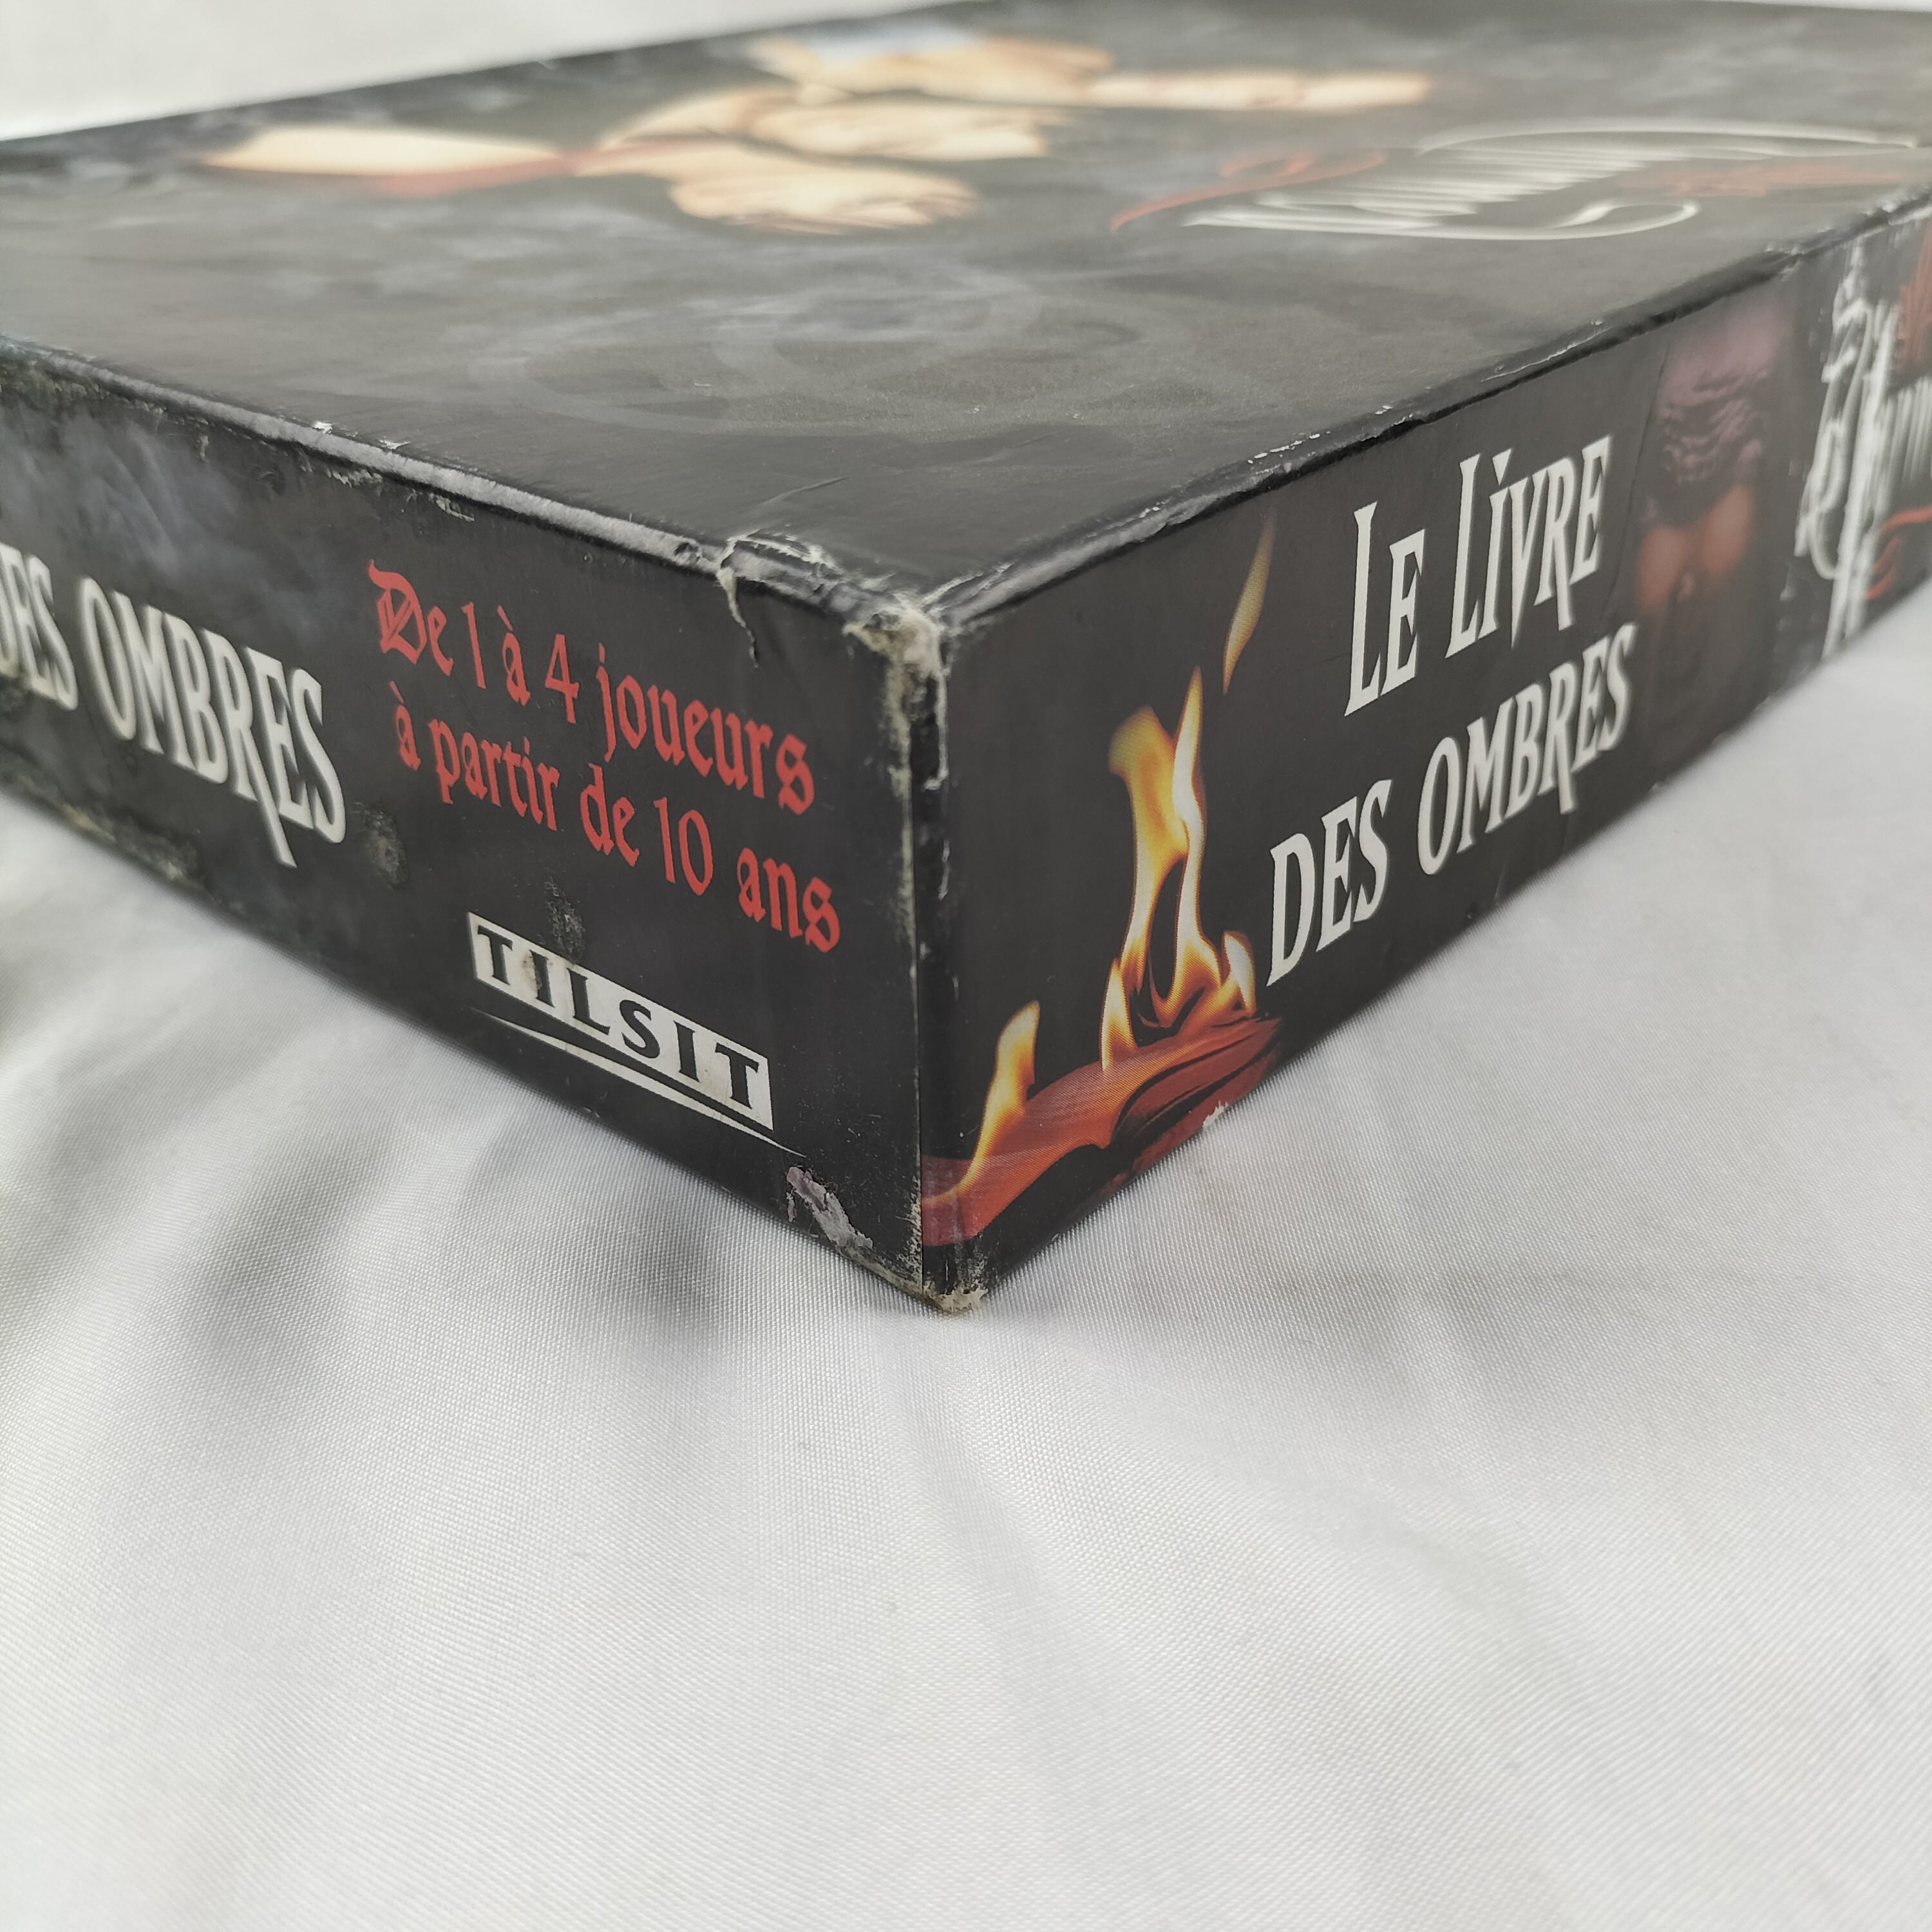 DES OMBRES
De 1 à 4 joueurs
à partir de 10 ans
TILSIT
LE LIVRE
DES OMBRES